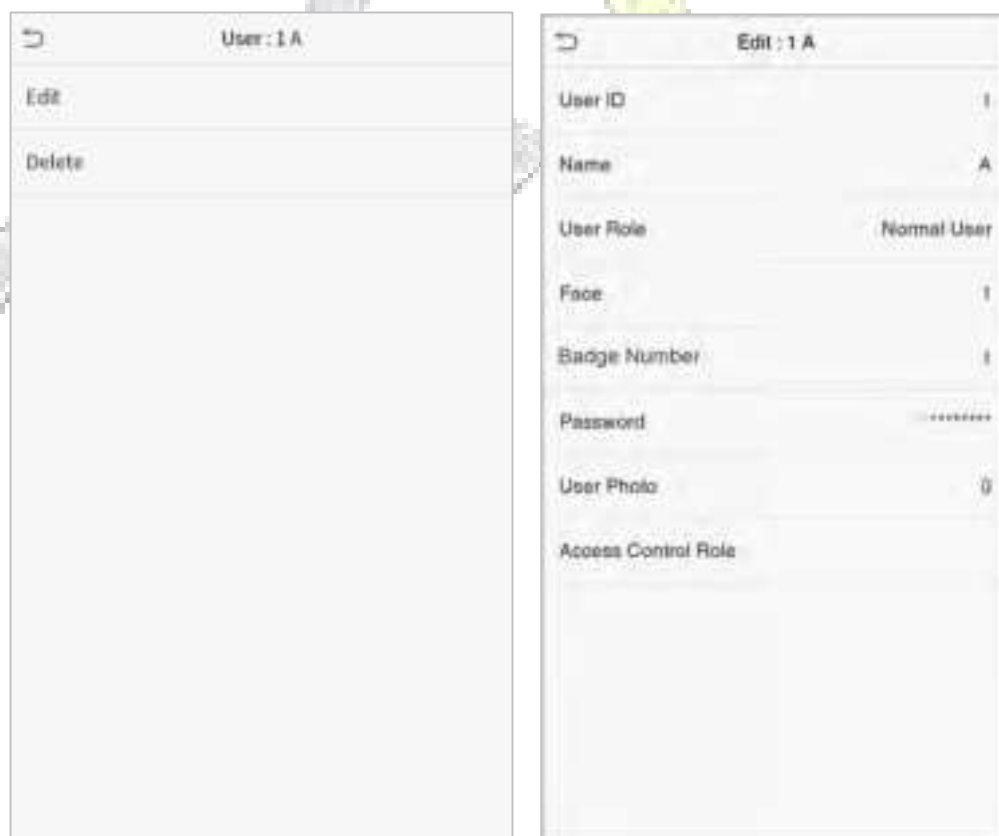 User : 1 A
Edit
Delete
Edit : 1 A
User ID 1
Name A
User Role Normal User
Face 1
Badge Number 1
Password ********
User Photo 0
Access Control Role